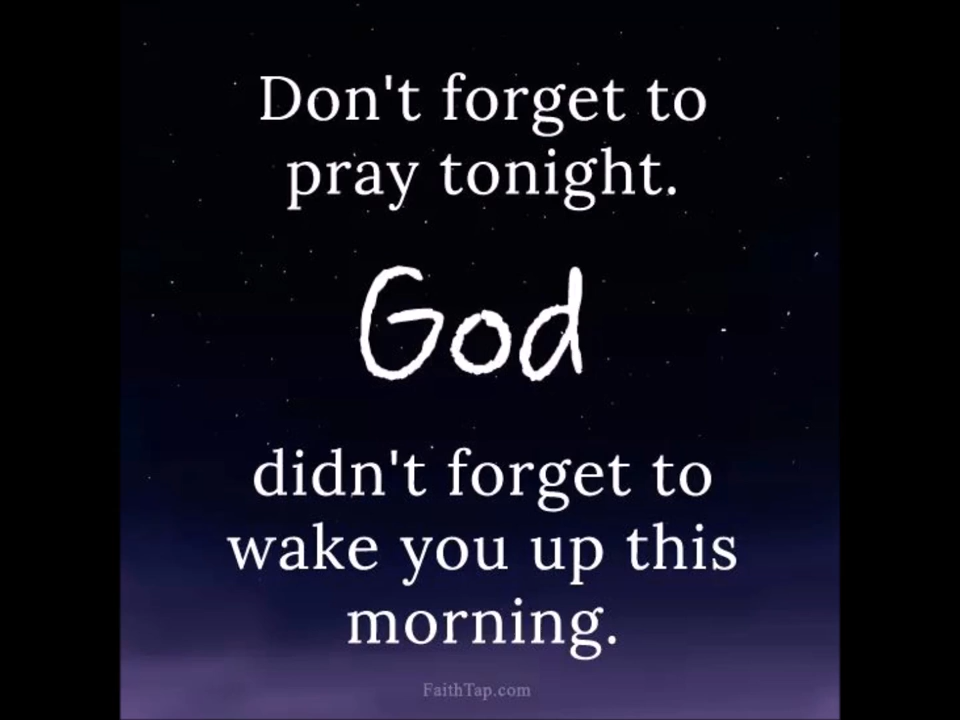 Don't forget to
pray tonight.
God
didn't forget to
wake you up this
morning.
FaithTap.com